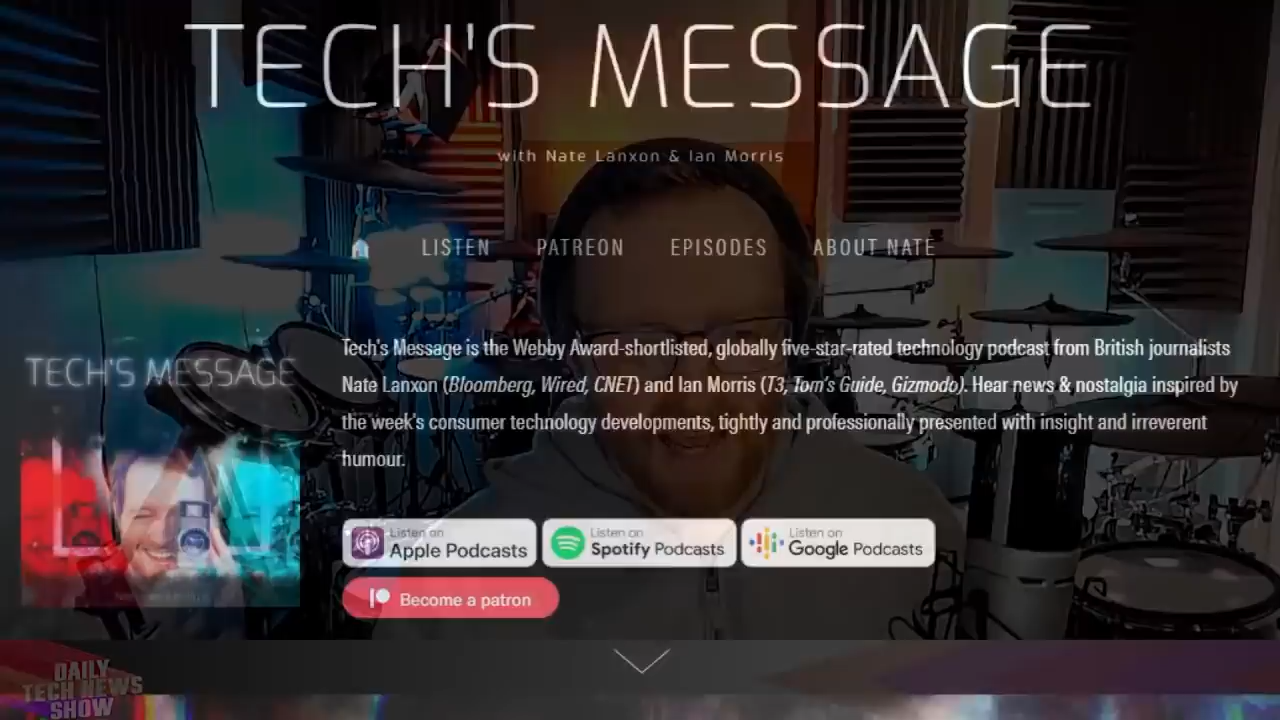 TECH'S MESSAGE
with Nate Lanxon & Ian Morris
LISTEN PATREON EPISODES ABOUT NATE
TECH'S MESSAGE
Tech's Message is the Webby Award-shortlisted, globally five-star-rated technology podcast from British journalists
Nate Lanxon (Bloomberg, Wired, CNET) and Ian Morris (T3, Tom's Guide, Gizmodo). Hear news & nostalgia inspired by
the week's consumer technology developments, tightly and professionally presented with insight and irreverent
humour.
Listen on
Apple Podcasts
Listen on
Spotify Podcasts
Listen on
Google Podcasts
Become a patron
DAILY
TECH NEWS
SHOW